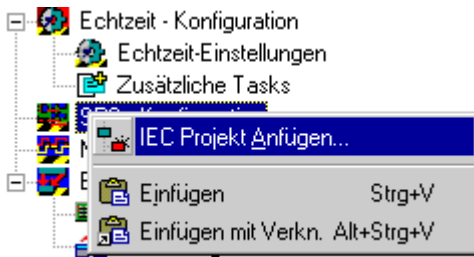 Echtzeit - Konfiguration
Echtzeit-Einstellungen
Zusätzliche Tasks
IEC Projekt Anfügen...
Einfügen Strg+V
Einfügen mit Verkn. Alt+Strg+V